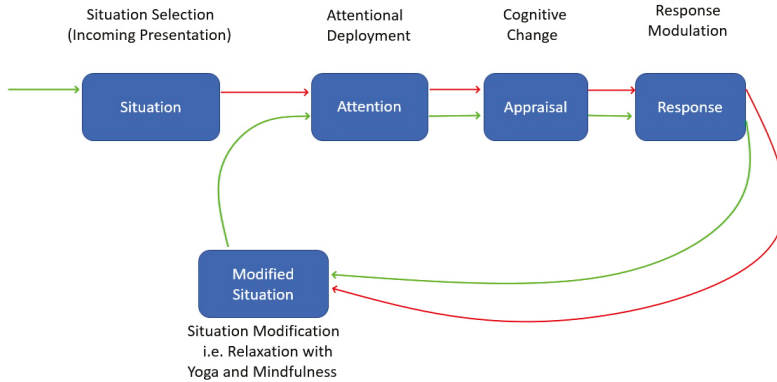 Situation Selection
(Incoming Presentation)
Attentional
Deployment
Cognitive
Change
Response
Modulation
Situation
Attention
Appraisal
Response
Modified
Situation
Situation Modification
i.e. Relaxation with
Yoga and Mindfulness